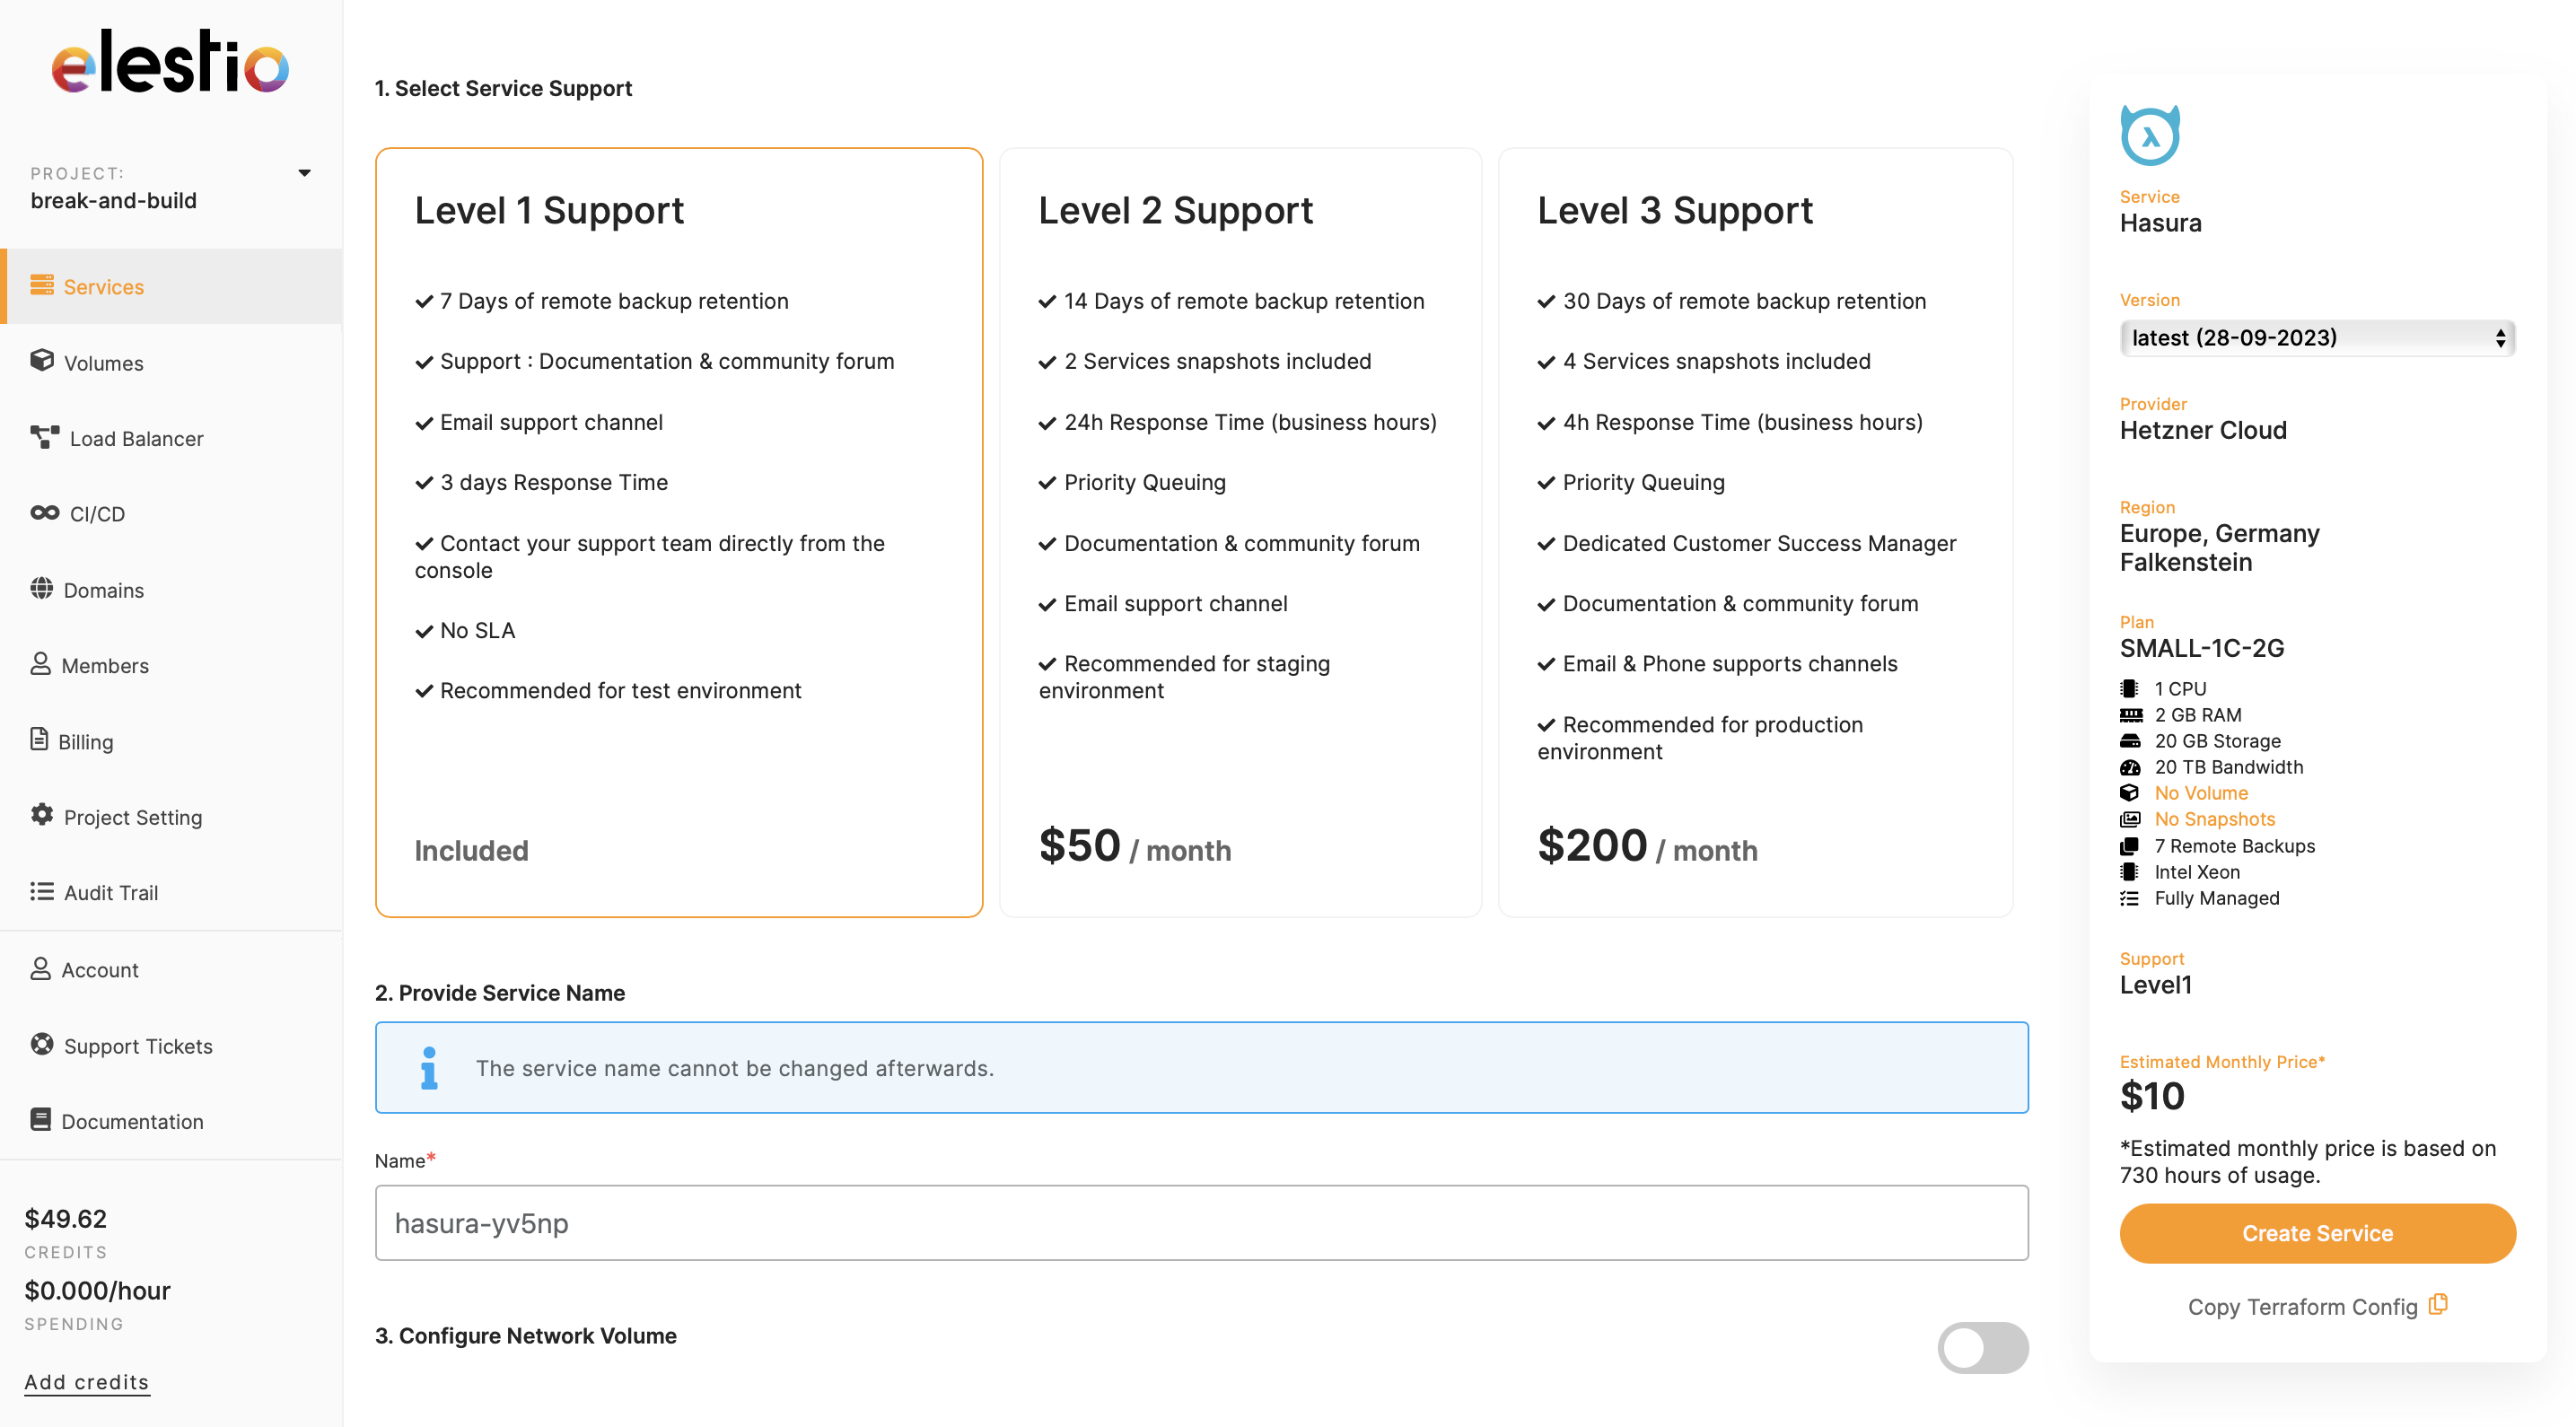 elestio
PROJECT:
break-and-build
Services
Volumes
Load Balancer
CI/CD
Domains
Members
Billing
Project Setting
Audit Trail
Account
Support Tickets
Documentation
$49.62
CREDITS
$0.000/hour
SPENDING
Add credits
1. Select Service Support
Level 1 Support
7 Days of remote backup retention
Support : Documentation & community forum
Email support channel
3 days Response Time
Contact your support team directly from the
console
No SLA
Recommended for test environment
Included
Level 2 Support
14 Days of remote backup retention
2 Services snapshots included
24h Response Time (business hours)
Priority Queuing
Documentation & community forum
Email support channel
Recommended for staging
environment
$50 / month
Level 3 Support
30 Days of remote backup retention
4 Services snapshots included
4h Response Time (business hours)
Priority Queuing
Dedicated Customer Success Manager
Documentation & community forum
Email & Phone supports channels
Recommended for production
environment
$200 / month
2. Provide Service Name
The service name cannot be changed afterwards.
Name*
hasura-yv5np
3. Configure Network Volume
Service
Hasura
Version
latest (28-09-2023)
Provider
Hetzner Cloud
Region
Europe, Germany
Falkenstein
Plan
SMALL-1C-2G
1 CPU
2 GB RAM
20 GB Storage
20 TB Bandwidth
No Volume
No Snapshots
7 Remote Backups
Intel Xeon
Fully Managed
Support
Level1
Estimated Monthly Price*
$10
*Estimated monthly price is based on
730 hours of usage.
Create Service
Copy Terraform Config